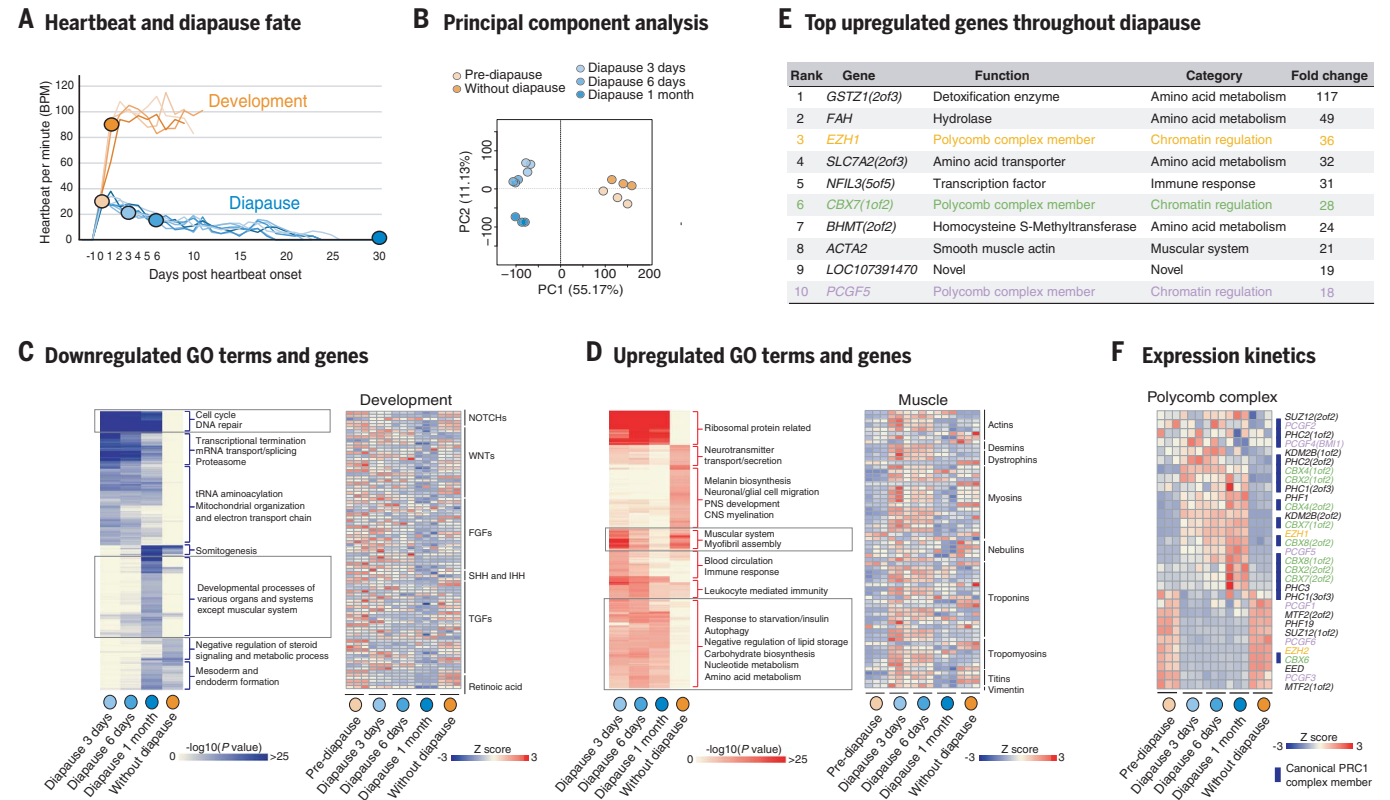 A Heartbeat and diapause fate
Heartbeat per minute (BPM)
120
100
80
60
40
20
0
Development
Diapause
-1 0 1 2 3 4 5 6 10 15 20 25 30
Days post heartbeat onset
B Principal component analysis
Pre-diapause
Without diapause
Diapause 3 days
Diapause 6 days
Diapause 1 month
PC2 (11.13%)
100
0
−100
−100 0 100 200
PC1 (55.17%)
E Top upregulated genes throughout diapause
Rank Gene Function Category Fold change
1 GSTZ1(2of3) Detoxification enzyme Amino acid metabolism 117
2 FAH Hydrolase Amino acid metabolism 49
3 EZH1 Polycomb complex member Chromatin regulation 36
4 SLC7A2(2of3) Amino acid transporter Amino acid metabolism 32
5 NFIL3(5of5) Transcription factor Immune response 31
6 CBX7(1of2) Polycomb complex member Chromatin regulation 28
7 BHMT(2of2) Homocysteine S-Methyltransferase Amino acid metabolism 24
8 ACTA2 Smooth muscle actin Muscular system 21
9 LOC107391470 Novel Novel 19
10 PCGF5 Polycomb complex member Chromatin regulation 18
C Downregulated GO terms and genes
Cell cycle
DNA repair
Transcriptional termination
mRNA transport/splicing
Proteasome
tRNA aminoacylation
Mitochondrial organization
and electron transport chain
Somitogenesis
Developmental processes of
various organs and systems
except muscular system
Negative regulation of steroid
signaling and metabolic process
Mesoderm and
endoderm formation
Diapause 3 days
Diapause 6 days
Diapause 1 month
Without diapause
-log10(P value)
0 >25
Development
NOTCHs
WNTs
FGFs
SHH and IHH
TGFs
Retinoic acid
Pre-diapause
Diapause 3 days
Diapause 6 days
Diapause 1 month
Without diapause
Z score
-3 3
D Upregulated GO terms and genes
Ribosomal protein related
Neurotransmitter
transport/secretion
Melanin biosynthesis
Neuronal/glial cell migration
PNS development
CNS myelination
Muscular system
Myofibril assembly
Blood circulation
Immune response
Leukocyte mediated immunity
Response to starvation/insulin
Autophagy
Negative regulation of lipid storage
Carbohydrate biosynthesis
Nucleotide metabolism
Amino acid metabolism
Diapause 3 days
Diapause 6 days
Diapause 1 month
Without diapause
-log10(P value)
0 >25
Muscle
Actins
Desmins
Dystrophins
Myosins
Nebulins
Troponins
Tropomyosins
Titins
Vimentin
Pre-diapause
Diapause 3 days
Diapause 6 days
Diapause 1 month
Without diapause
Z score
-3 3
F Expression kinetics
Polycomb complex
SUZ12(2of2)
PCGF2
PHC2(1of2)
PCGF4(BMI1)
KDM2B(1of2)
PHC2(2of2)
CBX4(1of2)
CBX2(1of2)
PHC1(2of3)
PHF1
CBX4(2of2)
KDM2B(2of2)
CBX7(1of2)
EZH1
CBX8(2of2)
PCGF5
CBX8(1of2)
CBX2(2of2)
CBX7(2of2)
PHC3
PHC1(3of3)
PCGF1
MTF2(2of2)
PHF19
SUZ12(1of2)
PCGF6
EZH2
CBX6
EED
PCGF3
MTF2(1of2)
Pre-diapause
Diapause 3 days
Diapause 6 days
Diapause 1 month
Without diapause
Z score
-3 3
Canonical PRC1
complex member